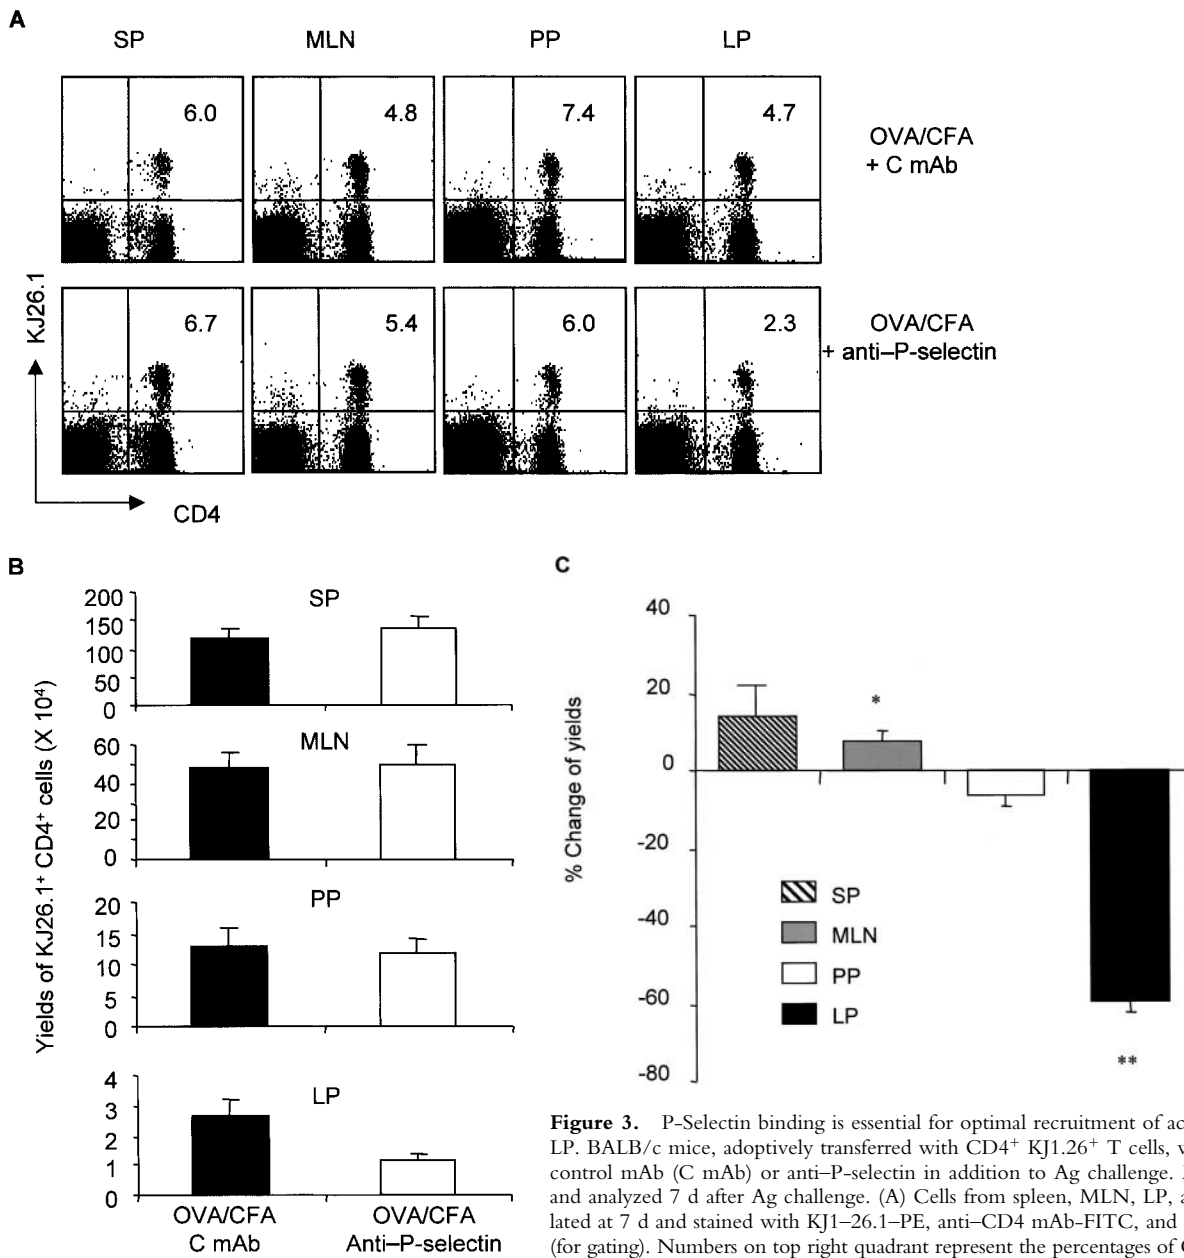 A
SP MLN PP LP
6.0 4.8 7.4 4.7
OVA/CFA
+ C mAb
6.7 5.4 6.0 2.3
OVA/CFA
+ anti–P-selectin
KJ26.1
CD4
B
Yields of KJ26.1⁺ CD4⁺ cells (X 10⁴)
SP
200
150
100
50
0
MLN
60
40
20
0
PP
20
15
10
5
0
LP
4
3
2
1
0
OVA/CFA OVA/CFA
C mAb Anti–P-selectin
C
% Change of yields
40
20
0
-20
-40
-60
-80
*
**
SP
MLN
PP
LP
Figure 3. P-Selectin binding is essential for optimal recruitment of ac
LP. BALB/c mice, adoptively transferred with CD4⁺ KJ1.26⁺ T cells, 
control mAb (C mAb) or anti–P-selectin in addition to Ag challenge.
and analyzed 7 d after Ag challenge. (A) Cells from spleen, MLN, LP, a
lated at 7 d and stained with KJ1–26.1–PE, anti–CD4 mAb-FITC, and
(for gating). Numbers on top right quadrant represent the percentages of